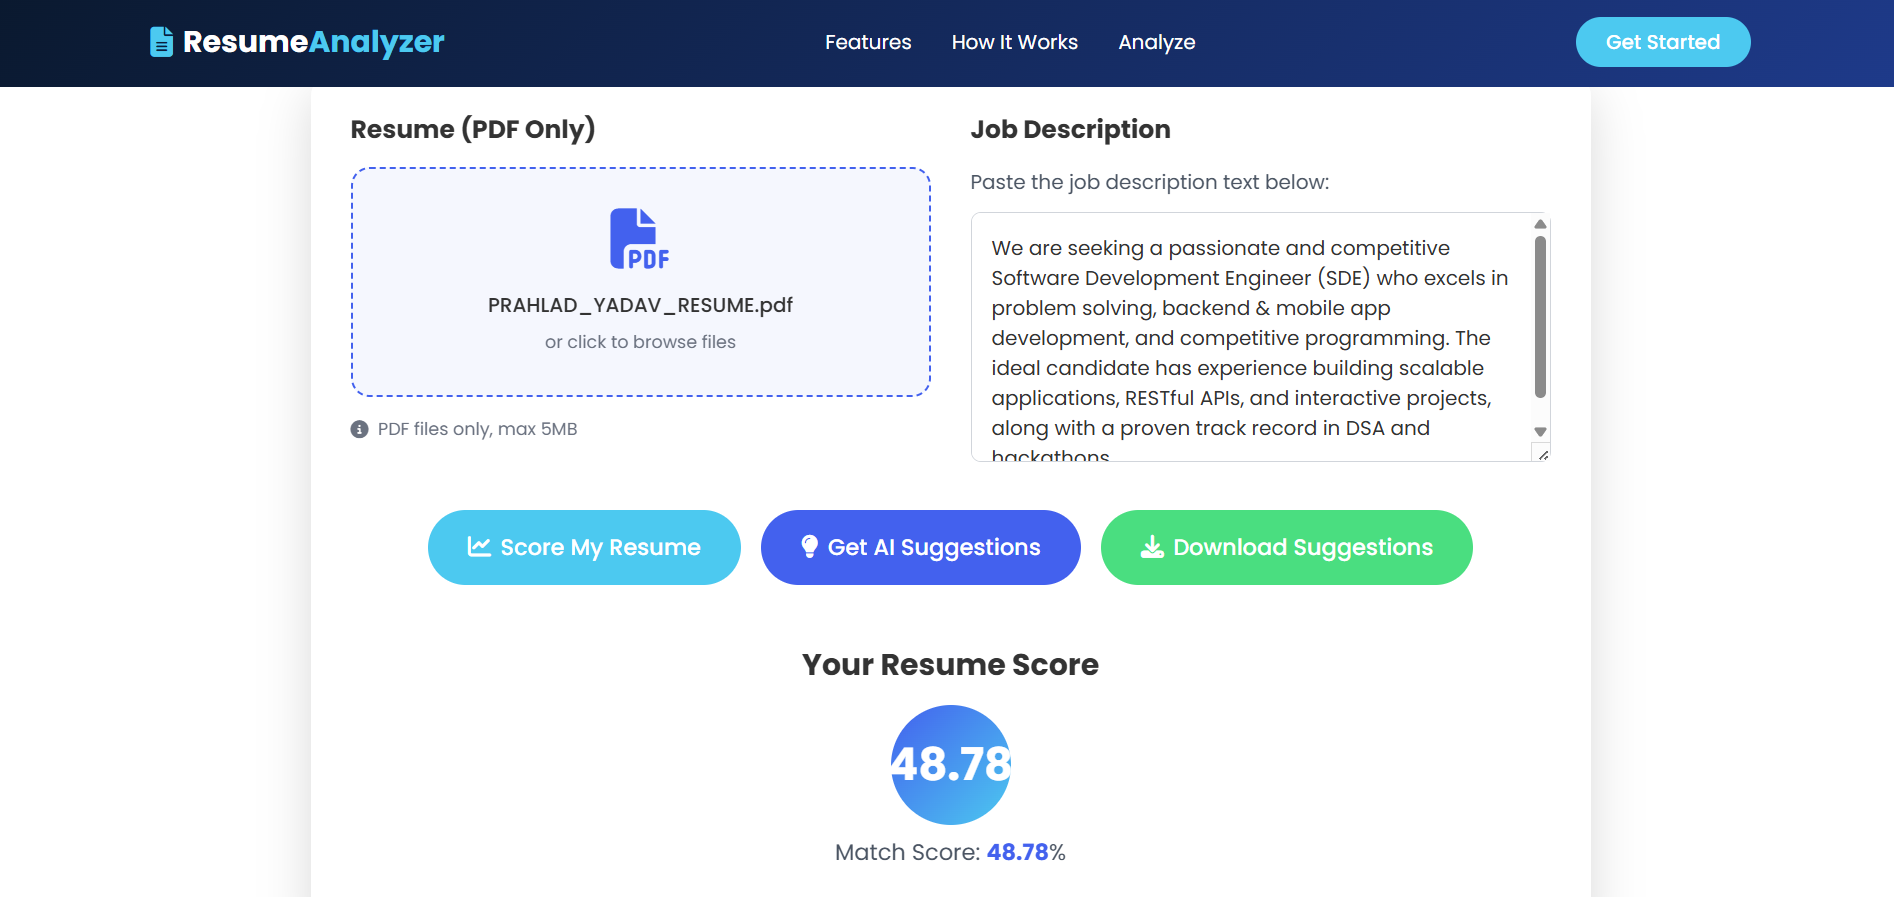 ResumeAnalyzer
Features
How It Works
Analyze
Get Started
Resume (PDF Only)
PDF
PRAHLAD_YADAV_RESUME.pdf
or click to browse files
PDF files only, max 5MB
Job Description
Paste the job description text below:
We are seeking a passionate and competitive
Software Development Engineer (SDE) who excels in
problem solving, backend & mobile app
development, and competitive programming. The
ideal candidate has experience building scalable
applications, RESTful APIs, and interactive projects,
along with a proven track record in DSA and
hackathons
Score My Resume
Get AI Suggestions
Download Suggestions
Your Resume Score
48.78
Match Score: 48.78%